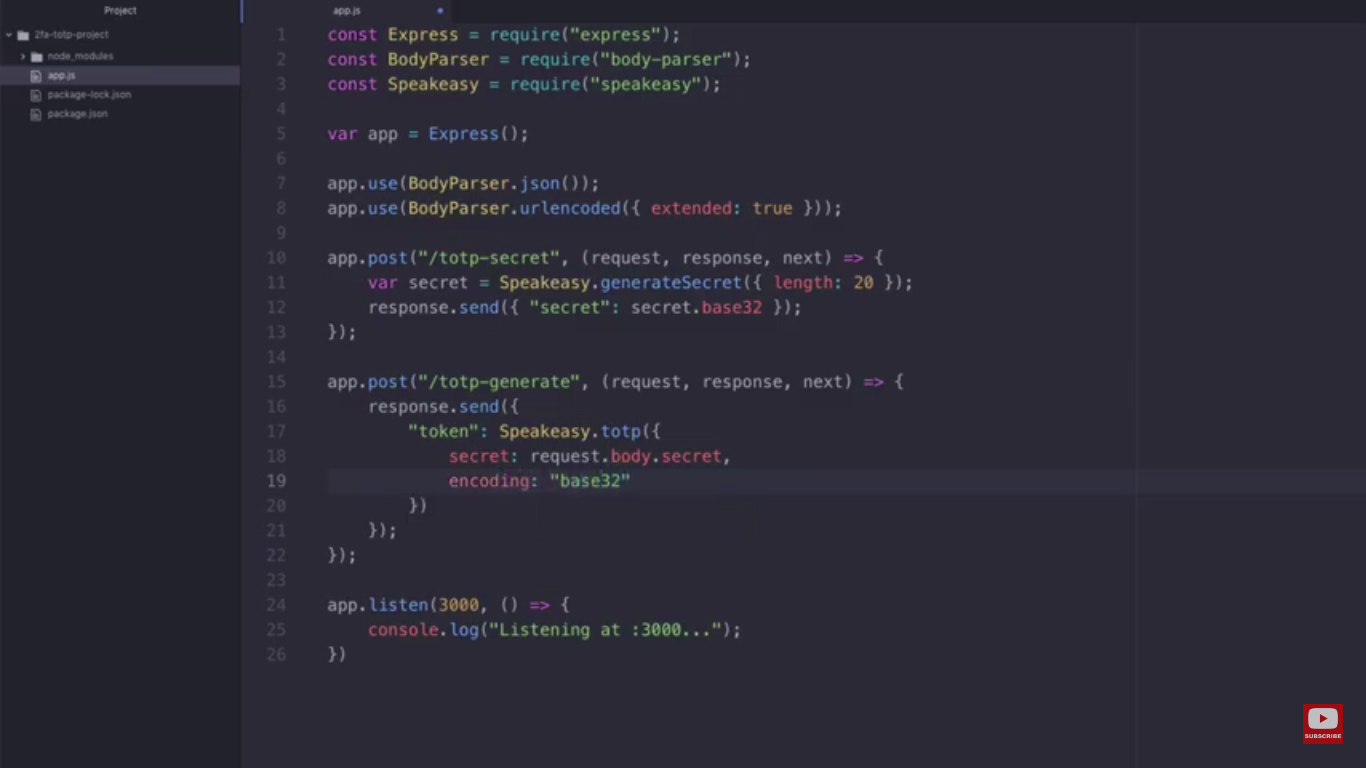 Project
2fa-totp-project
node_modules
app.js
package-lock.json
package.json
app.js
1 const Express = require("express");
2 const BodyParser = require("body-parser");
3 const Speakeasy = require("speakeasy");
4
5 var app = Express();
6
7 app.use(BodyParser.json());
8 app.use(BodyParser.urlencoded({ extended: true }));
9
10 app.post("/totp-secret", (request, response, next) => {
11     var secret = Speakeasy.generateSecret({ length: 20 });
12     response.send({ "secret": secret.base32 });
13 });
14
15 app.post("/totp-generate", (request, response, next) => {
16     response.send({
17         "token": Speakeasy.totp({
18             secret: request.body.secret,
19             encoding: "base32"
20         })
21     });
22 });
23
24 app.listen(3000, () => {
25     console.log("Listening at :3000...");
26 })
SUBSCRIBE